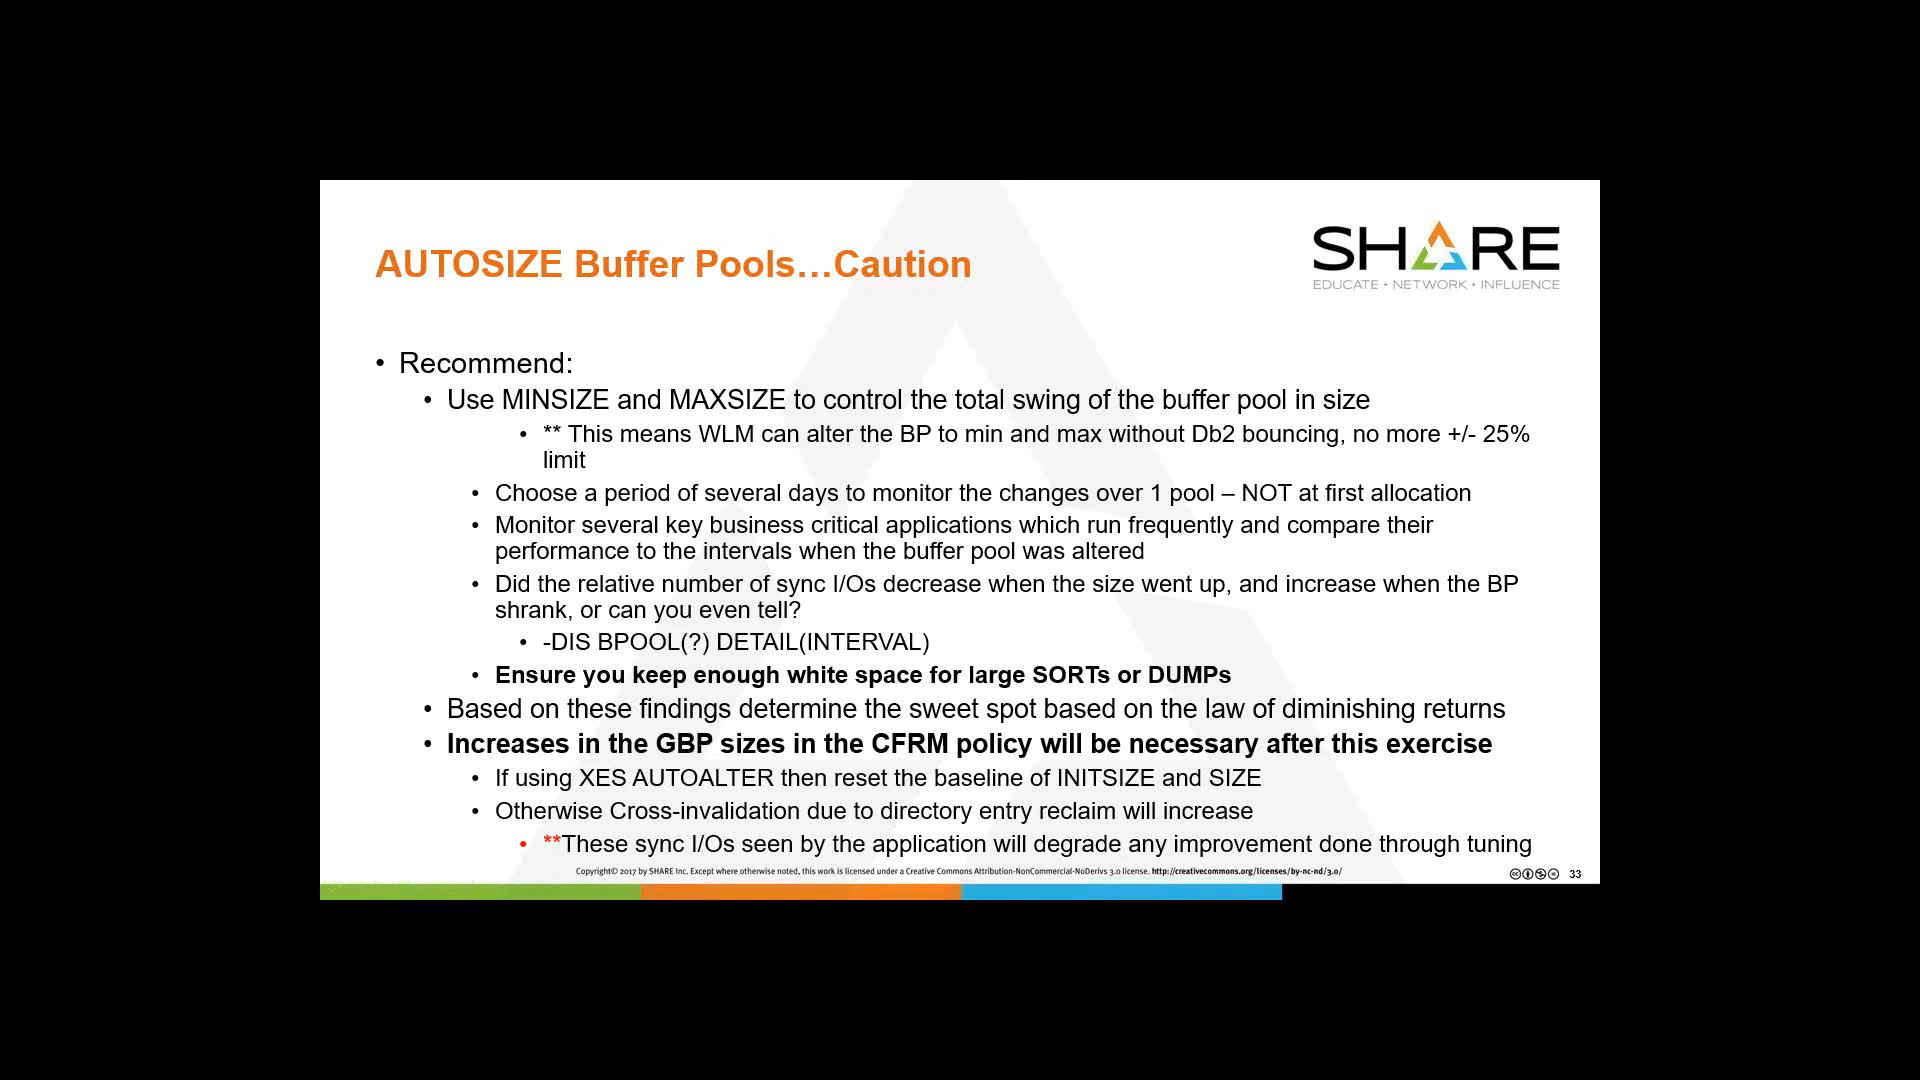 AUTOSIZE Buffer Pools…Caution
SHARE
EDUCATE • NETWORK • INFLUENCE
• Recommend:
• Use MINSIZE and MAXSIZE to control the total swing of the buffer pool in size
• ** This means WLM can alter the BP to min and max without Db2 bouncing, no more +/- 25%
limit
• Choose a period of several days to monitor the changes over 1 pool – NOT at first allocation
• Monitor several key business critical applications which run frequently and compare their
performance to the intervals when the buffer pool was altered
• Did the relative number of sync I/Os decrease when the size went up, and increase when the BP
shrank, or can you even tell?
• -DIS BPOOL(?) DETAIL(INTERVAL)
• Ensure you keep enough white space for large SORTs or DUMPs
• Based on these findings determine the sweet spot based on the law of diminishing returns
• Increases in the GBP sizes in the CFRM policy will be necessary after this exercise
• If using XES AUTOALTER then reset the baseline of INITSIZE and SIZE
• Otherwise Cross-invalidation due to directory entry reclaim will increase
• **These sync I/Os seen by the application will degrade any improvement done through tuning
Copyright© 2017 by SHARE Inc. Except where otherwise noted, this work is licensed under a Creative Commons Attribution-NonCommercial-NoDerivs 3.0 license. http://creativecommons.org/licenses/by-nc-nd/3.0/
33